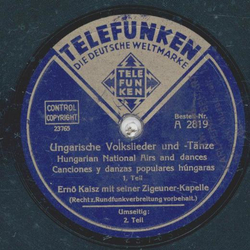 TELEFUNKEN
DIE DEUTSCHE WELTMARKE
TELE
FUN
KEN
CONTROL
COPYRIGHT
23765
Bestell-Nr.
A 2819
Ungarische Volkslieder und -Tänze
Hungarian National Airs and dances
Canciones y danzas populares húngaras
1. Teil
Ernö Kaisz mit seiner Zigeuner-Kapelle
(Recht z. Rundfunkverbreitung vorbehalt.)
Umseitig:
2. Teil